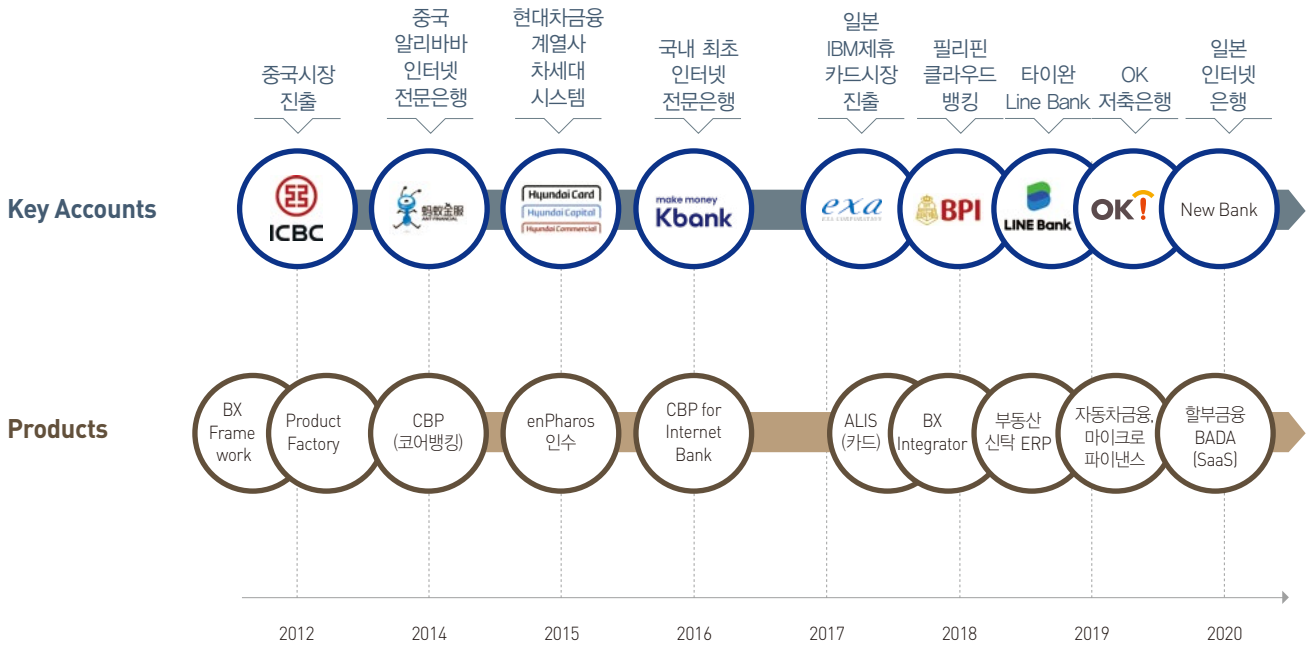 중국시장
진출
중국
알리바바
인터넷
전문은행
현대차금융
계열사
차세대
시스템
국내 최초
인터넷
전문은행
일본
IBM제휴
카드시장
진출
필리핀
클라우드
뱅킹
타이완
Line Bank
OK
저축은행
일본
인터넷
은행
Key Accounts
ICBC
蚂蚁金服
ANT FINANCIAL
Hyundai Card
Hyundai Capital
Hyundai Commercial
make money
Kbank
exa
EXA CORPORATION
BPI
LINE Bank
OK!
New Bank
Products
BX
Frame
work
Product
Factory
CBP
(코어뱅킹)
enPharos
인수
CBP for
Internet
Bank
ALIS
(카드)
BX
Integrator
부동산
신탁 ERP
자동차금융,
마이크로
파이낸스
할부금융
BADA
(SaaS)
2012
2014
2015
2016
2017
2018
2019
2020